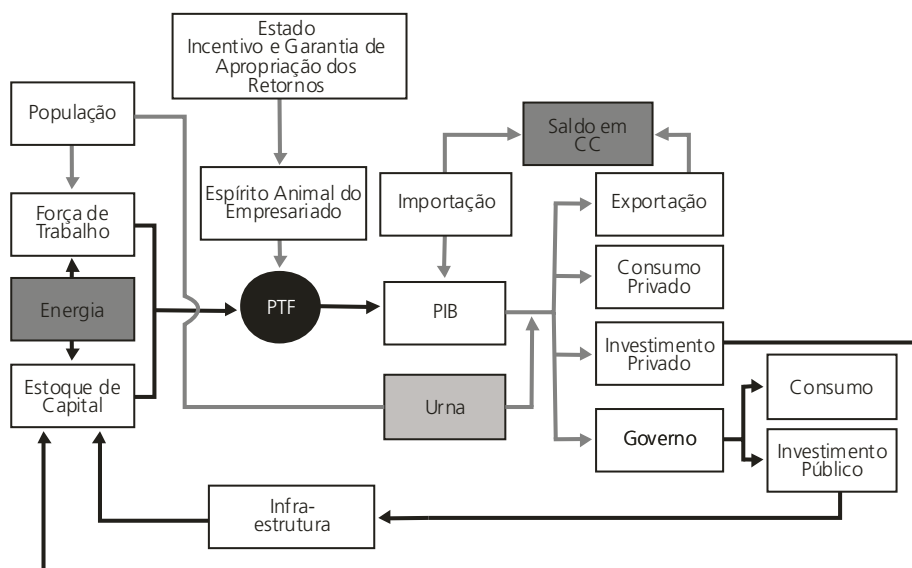 Estado
Incentivo e Garantia de
Apropriação dos
Retornos
População
Saldo em
CC
Espírito Animal do
Empresariado
Importação
Exportação
Força de
Trabalho
Consumo
Privado
Energia
PTF
PIB
Investimento
Privado
Estoque de
Capital
Urna
Consumo
Governo
Investimento
Público
Infra-
estrutura